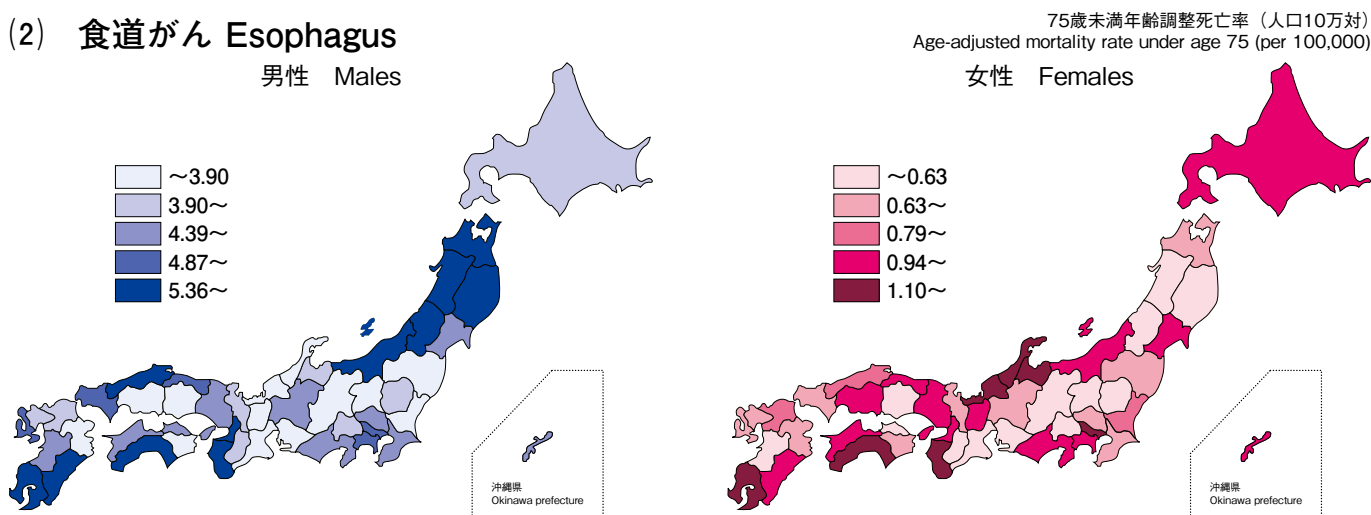 (2) 食道がん Esophagus
75歳未満年齢調整死亡率（人口10万対）
Age-adjusted mortality rate under age 75 (per 100,000)
男性 Males
～3.90
3.90～
4.39～
4.87～
5.36～
沖縄県
Okinawa prefecture
女性 Females
～0.63
0.63～
0.79～
0.94～
1.10～
沖縄県
Okinawa prefecture